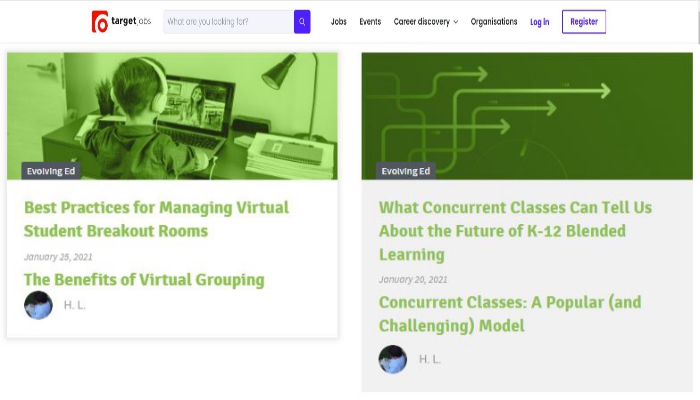 targetjobs
What are you looking for?
Jobs
Events
Career discovery
Organisations
Log in
Register
Evolving Ed
Best Practices for Managing Virtual
Student Breakout Rooms
January 25, 2021
The Benefits of Virtual Grouping
H. L.
Evolving Ed
What Concurrent Classes Can Tell Us
About the Future of K-12 Blended
Learning
January 20, 2021
Concurrent Classes: A Popular (and
Challenging) Model
H. L.